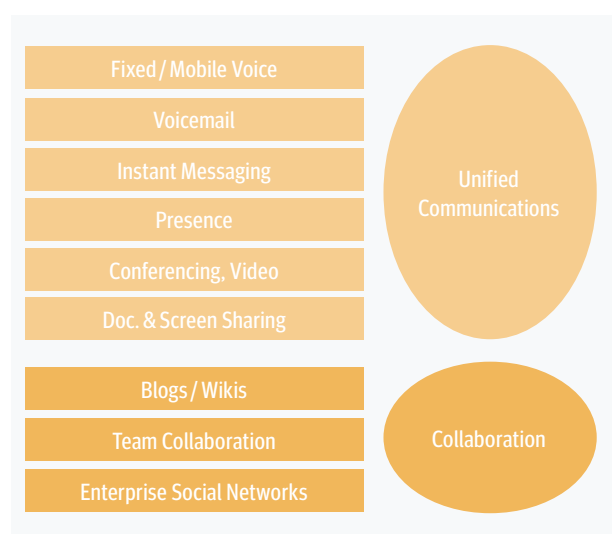 Fixed / Mobile Voice
Voicemail
Instant Messaging
Presence
Conferencing, Video
Doc. & Screen Sharing
Unified
Communications
Blogs / Wikis
Team Collaboration
Enterprise Social Networks
Collaboration